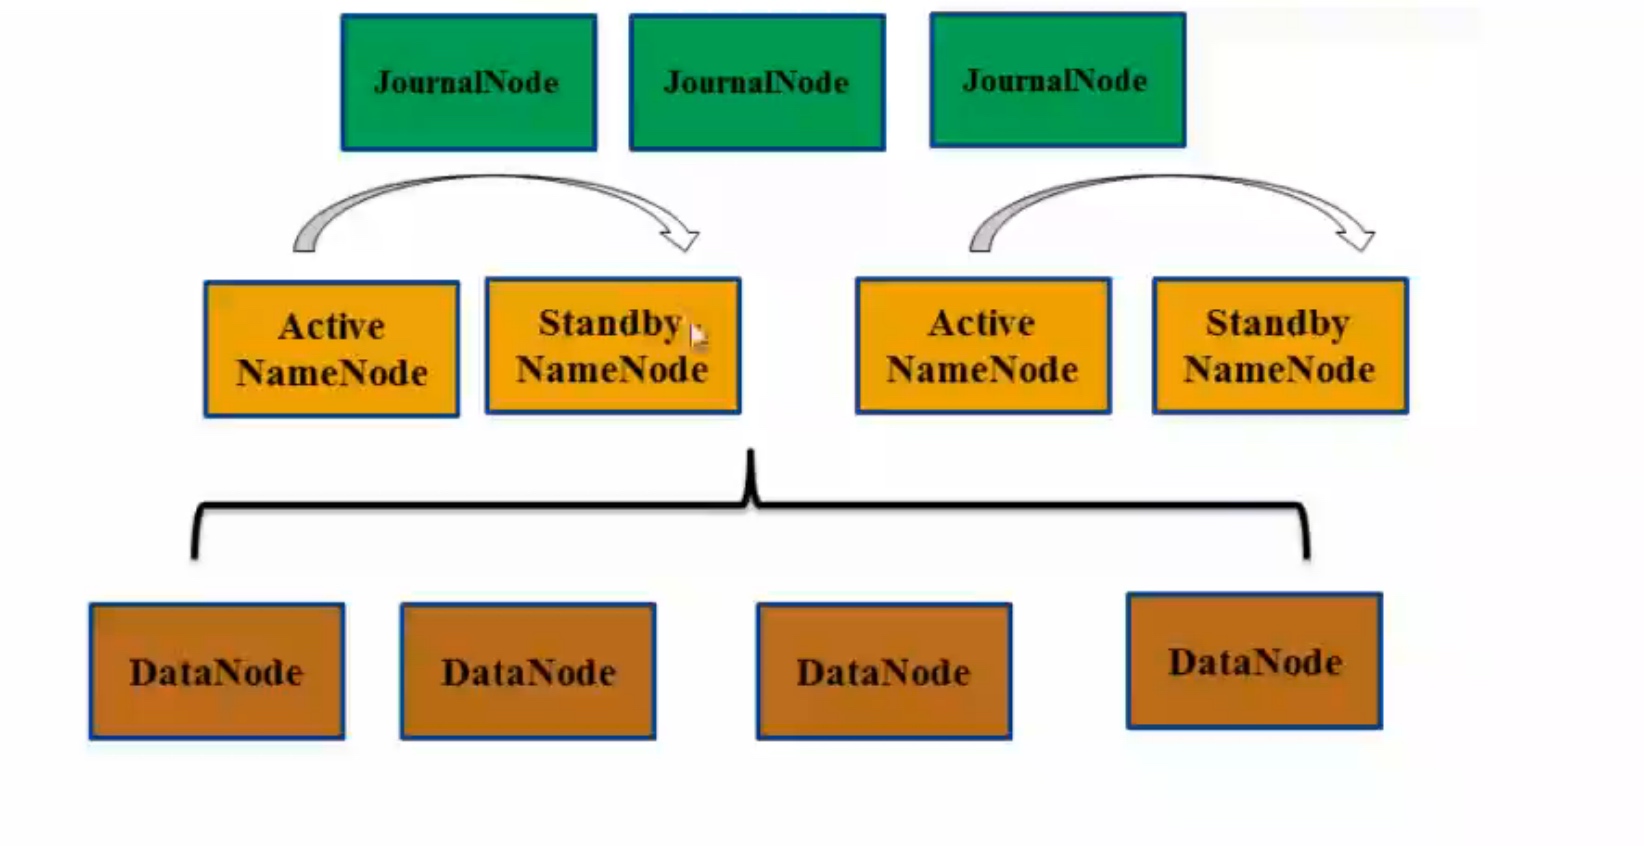 JournalNode
JournalNode
JournalNode
Active
NameNode
Standby
NameNode
Active
NameNode
Standby
NameNode
DataNode
DataNode
DataNode
DataNode